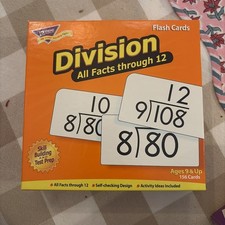 TREND
Flash Cards
Division
All Facts through 12
10
8)80
12
9)108
8)80
Skill
Building
&
Test Prep
Ages 9 & Up
156 Cards
• All Facts through 12 • Self-checking Design • Activity Ideas Included